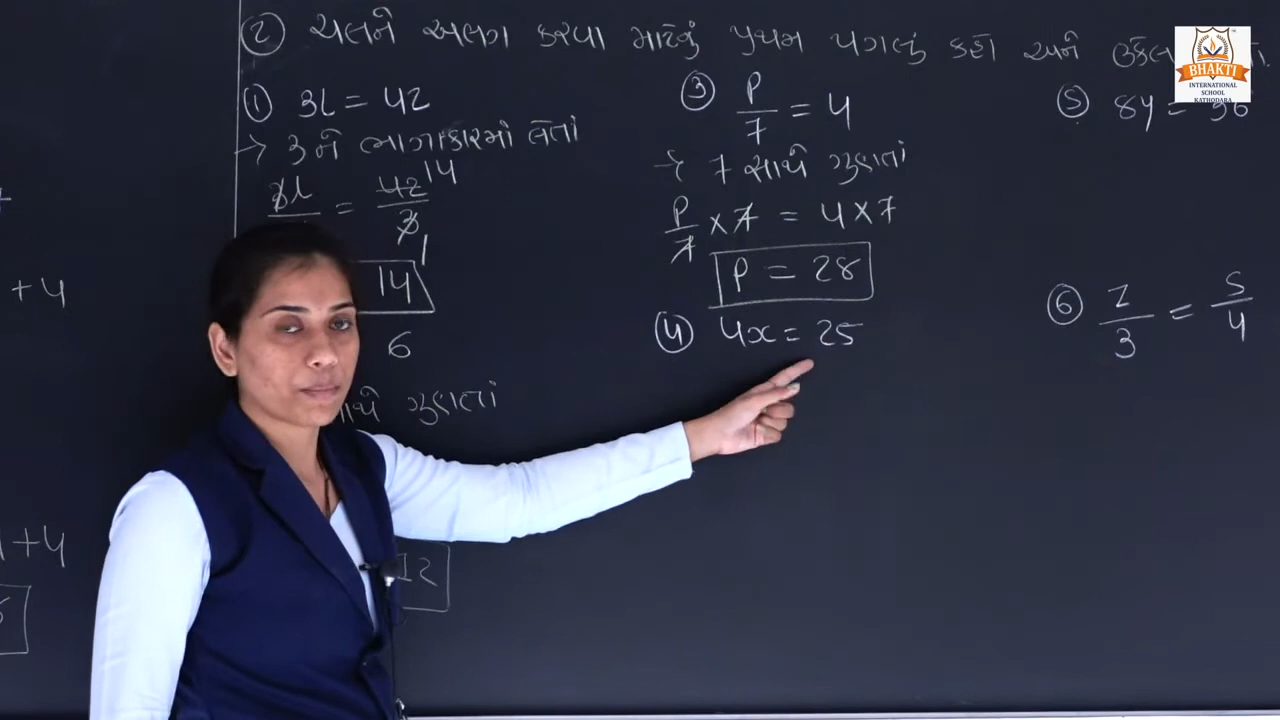 ② ચલને અલગ કરવા માટેનું પ્રથમ પગલું કહો અને
① 3l = 42
→ 3 ને ભાગાકારમાં લેતાં
3l = 42 14
3
1
14
6
ગુણતાં
12
③ p/7 = 4
→ 7 સાથે ગુણતાં
p/7 × 7 = 4 × 7
p = 28
④ 4x = 25
⑤ 8y = 36
⑥ z/3 = 5/4
+ 4
+ 4
BHAKTI
INTERNATIONAL
SCHOOL
KATHODARA